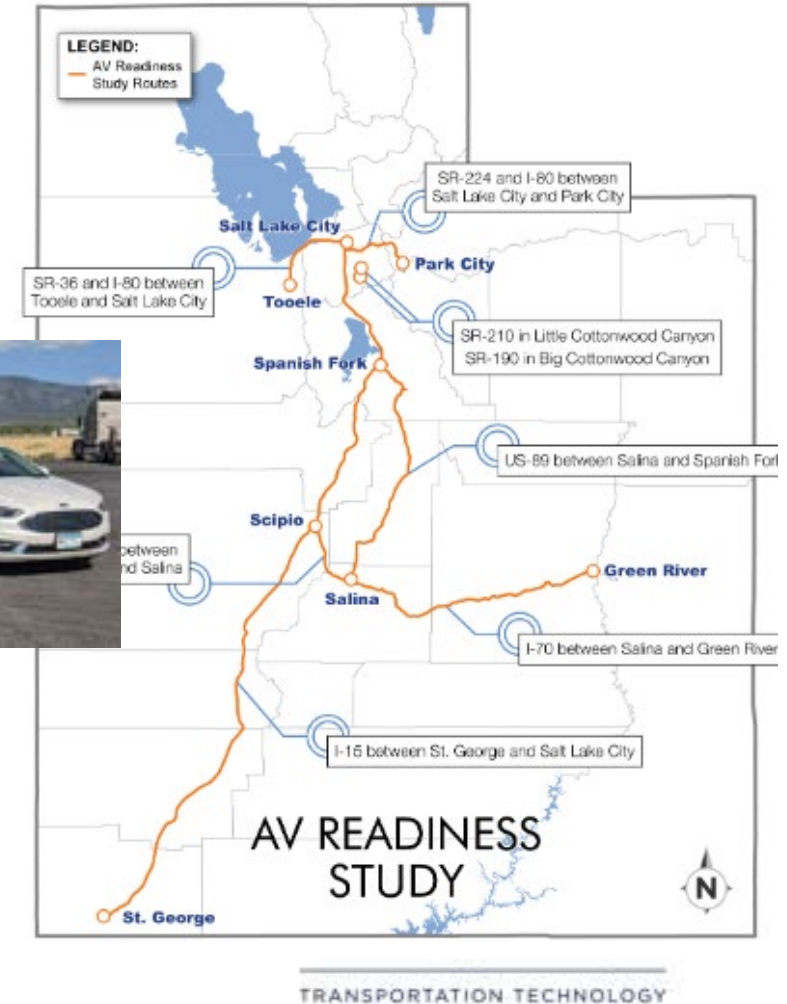 LEGEND:
AV Readiness
Study Routes
SR-224 and I-80 between
Salt Lake City and Park City
Salt Lake City
Park City
SR-36 and I-80 between
Tooele and Salt Lake City
Tooele
SR-210 in Little Cottonwood Canyon
SR-190 in Big Cottonwood Canyon
Spanish Fork
US-89 between Salina and Spanish For
Scipio
between
nd Salina
Green River
Salina
I-70 between Salina and Green River
I-15 between St. George and Salt Lake City
AV READINESS
STUDY
N
St. George
TRANSPORTATION TECHNOLOGY